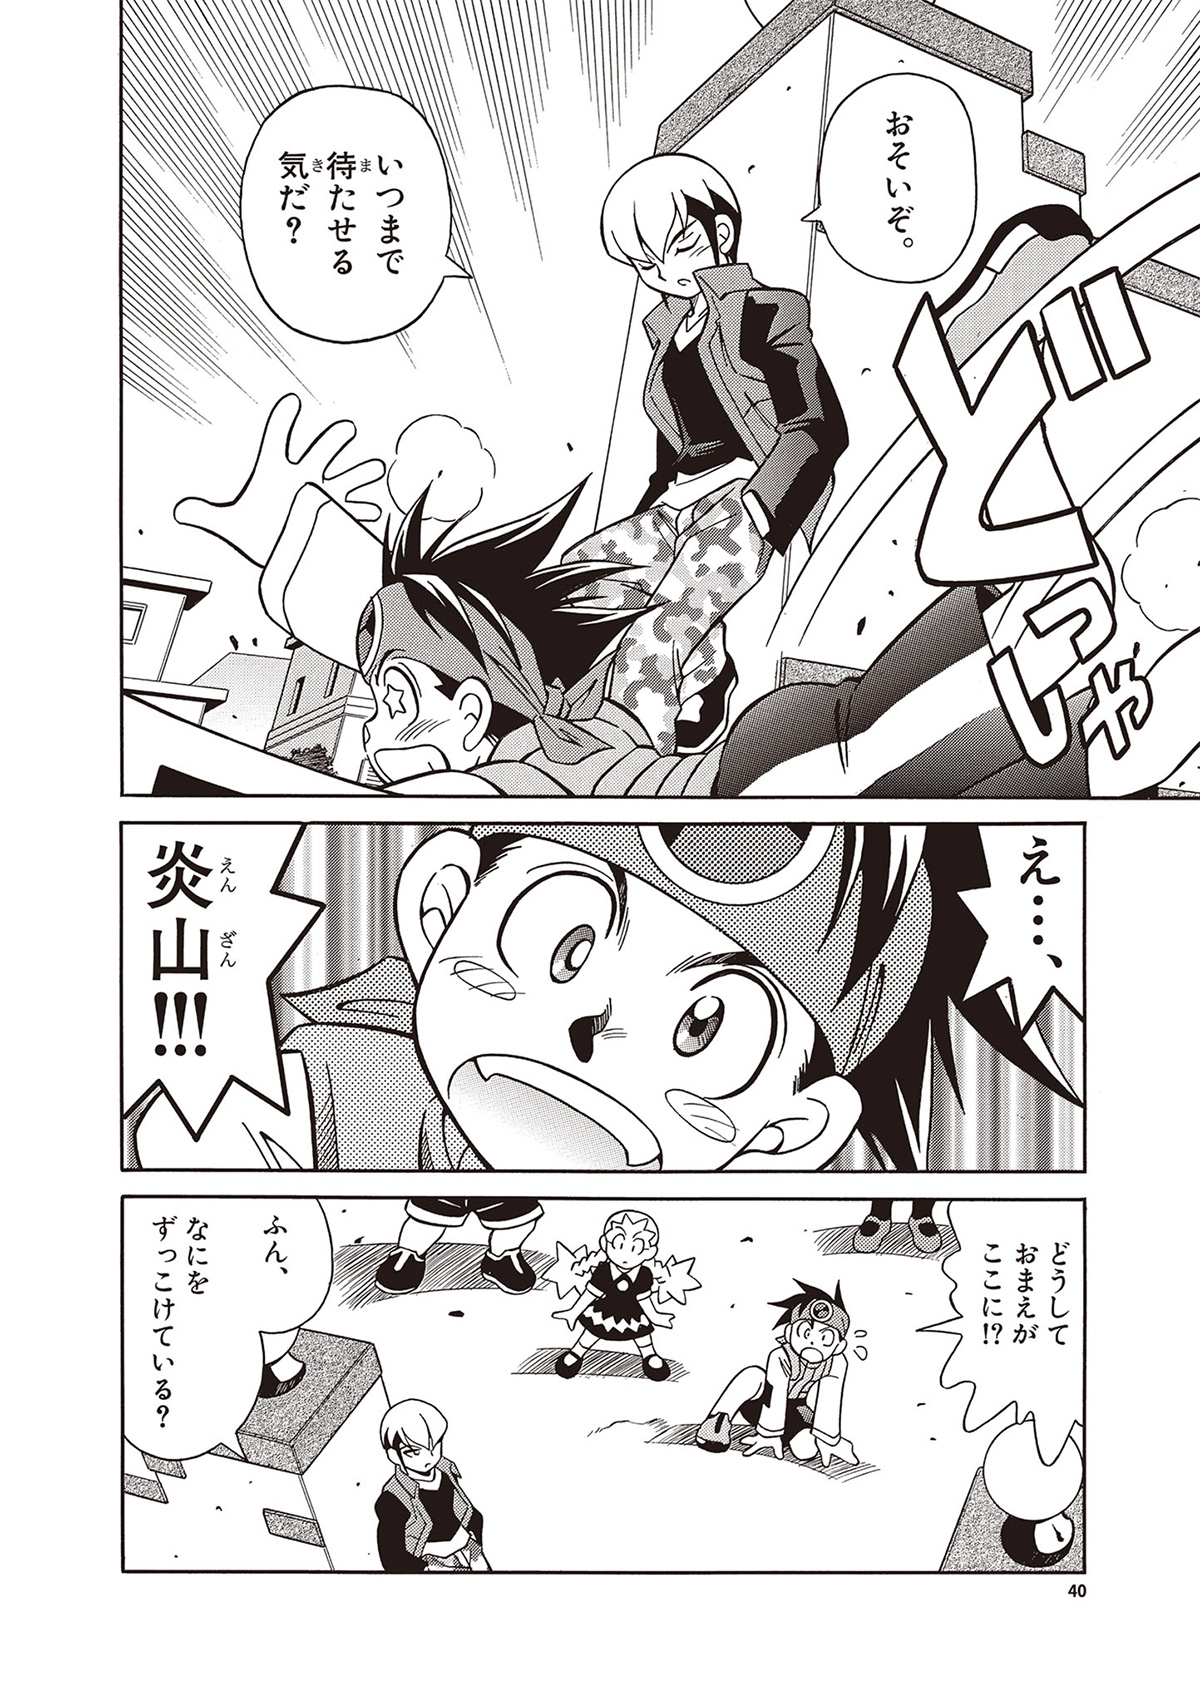 おそいぞ。
いつまで
待たせる
気だ?
ドどっしゃ
え…、
炎山!!!
どうして
おまえが
ここに!?
ふん、
なにを
ずっこけている?
40